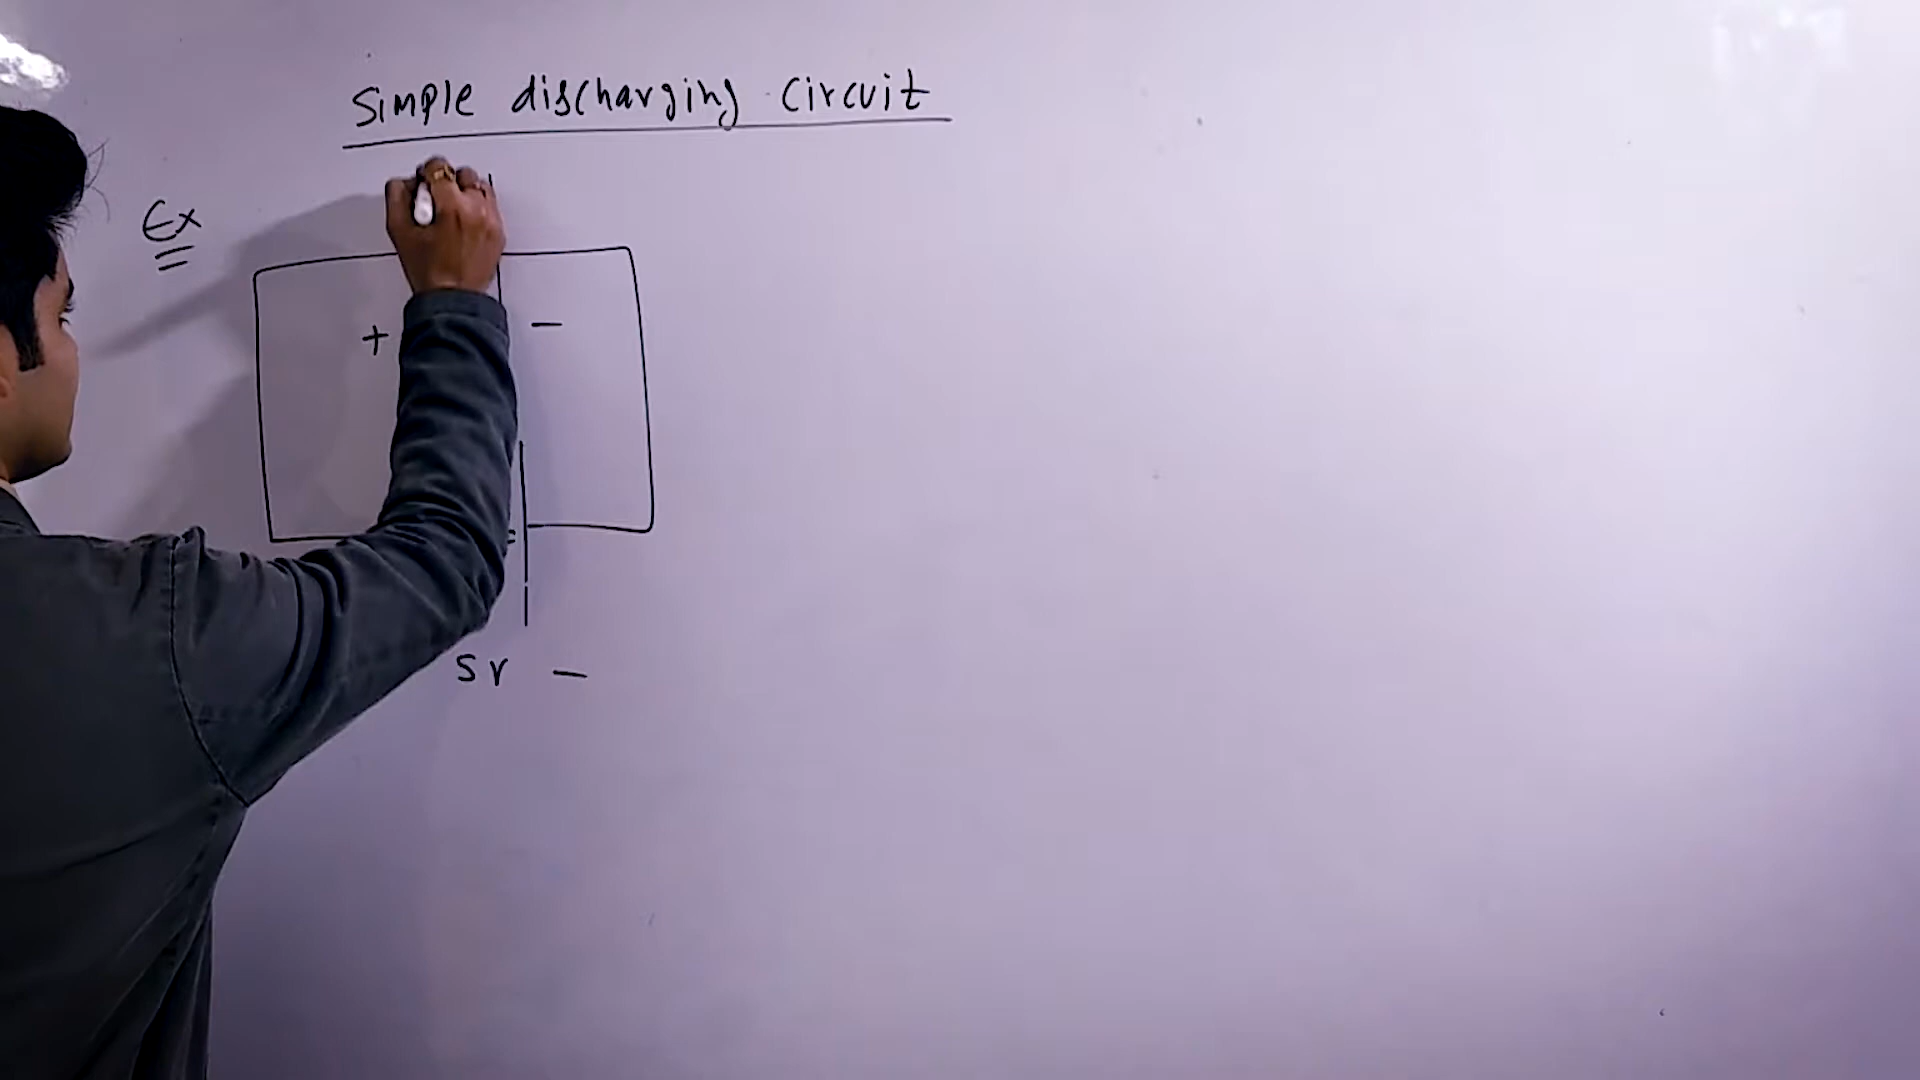 Simple discharging circuit
Ex
+ −
5V −